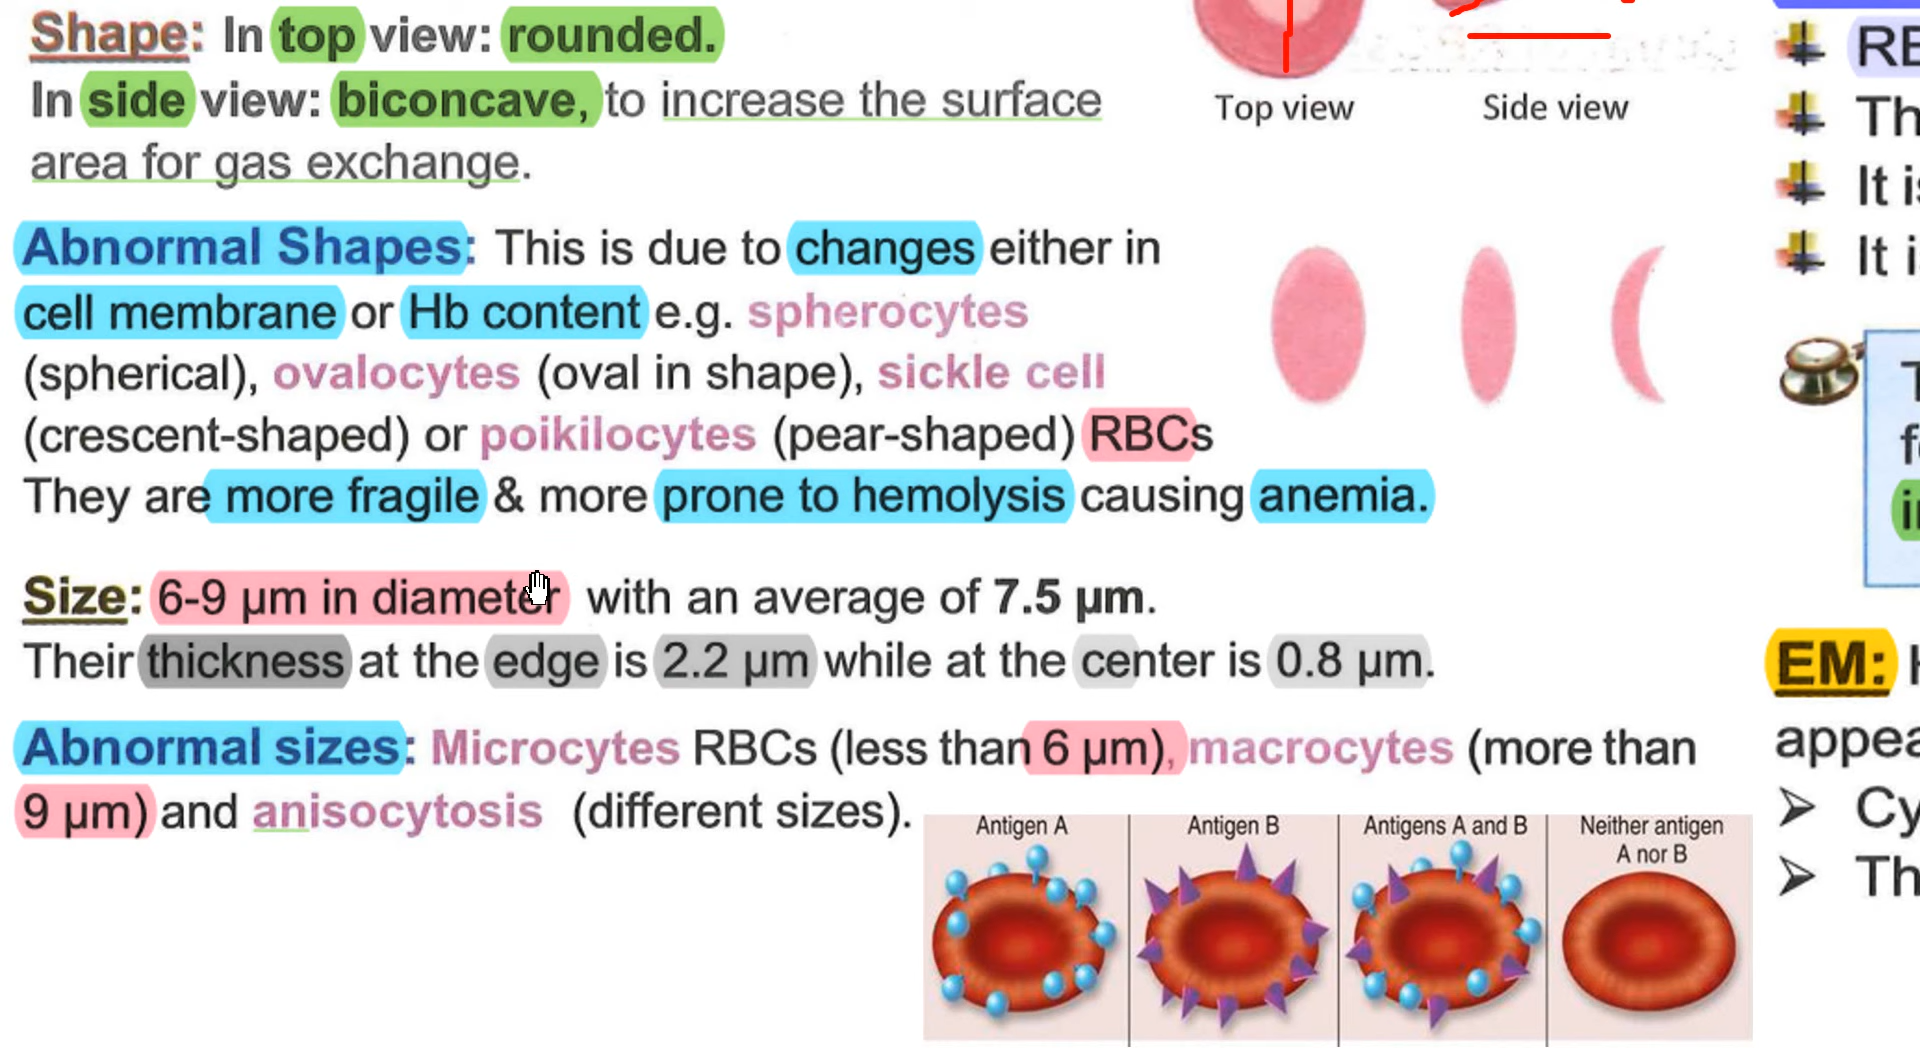 Shape: In top view: rounded.
In side view: biconcave, to increase the surface
area for gas exchange.
Top view
Side view
Abnormal Shapes: This is due to changes either in
cell membrane or Hb content e.g. spherocytes
(spherical), ovalocytes (oval in shape), sickle cell
(crescent-shaped) or poikilocytes (pear-shaped) RBCs
They are more fragile & more prone to hemolysis causing anemia.
Size: 6-9 µm in diameter with an average of 7.5 µm.
Their thickness at the edge is 2.2 µm while at the center is 0.8 µm.
Abnormal sizes: Microcytes RBCs (less than 6 µm), macrocytes (more than
9 µm) and anisocytosis (different sizes).
Antigen A
Antigen B
Antigens A and B
Neither antigen
A nor B
It
It
EM: